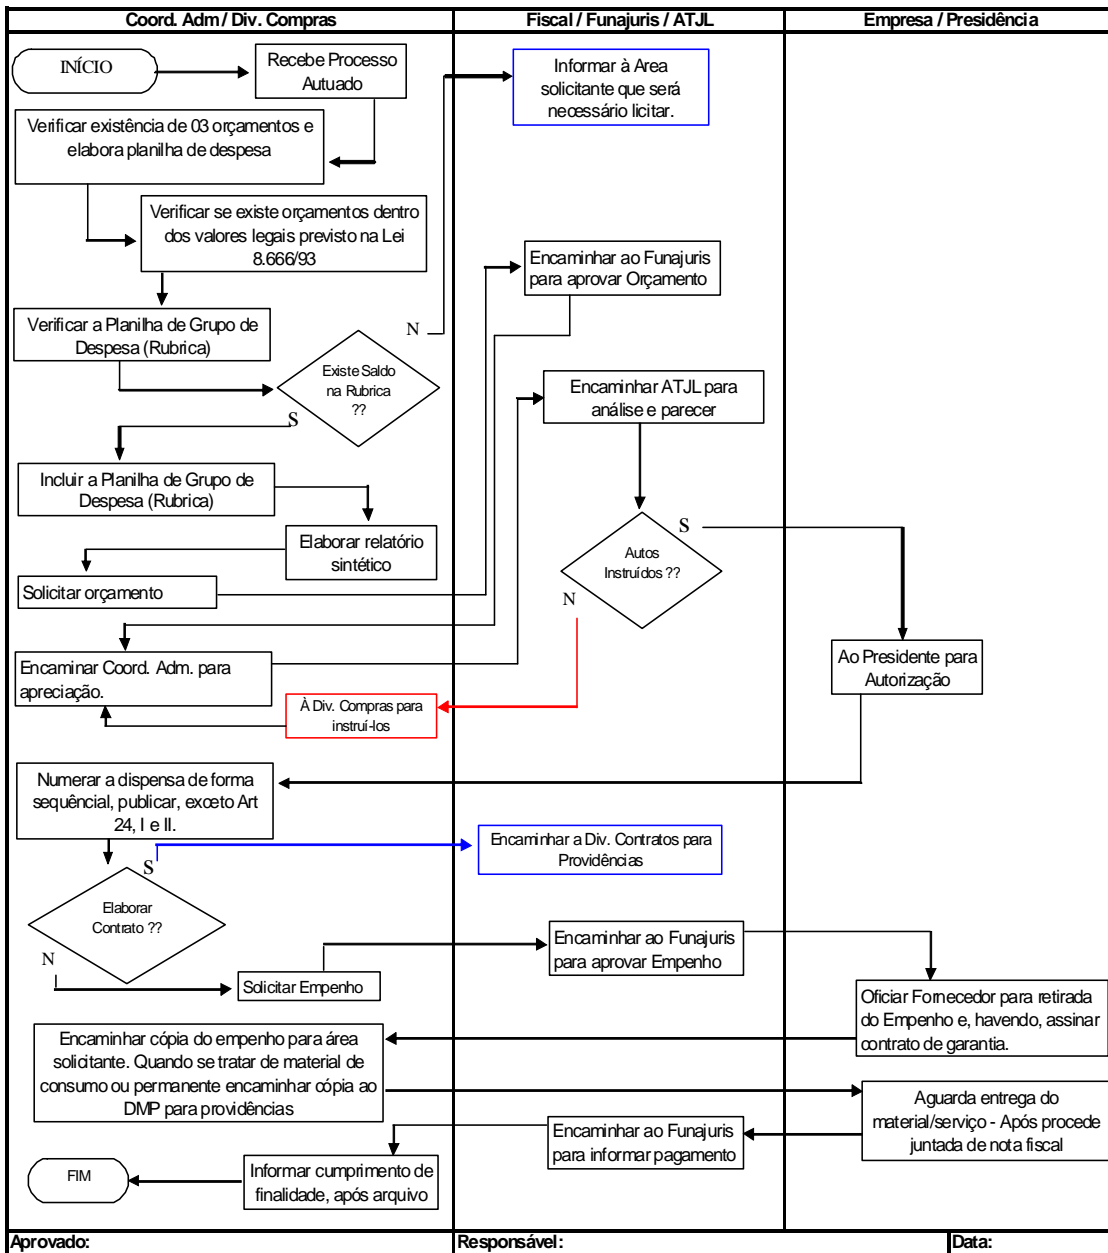 Coord. Adm / Div. Compras
Fiscal / Funajuris / ATJL
Empresa / Presidência
INÍCIO
Recebe Processo
Autuado
Informar à Area
solicitante que será
necessário licitar.
Verificar existência de 03 orçamentos e
elabora planilha de despesa
Verificar se existe orçamentos dentro
dos valores legais previsto na Lei
8.666/93
Encaminhar ao Funajuris
para aprovar Orçamento
Verificar a Planilha de Grupo de
Despesa (Rubrica)
N
Existe Saldo
na Rubrica
??
S
Encaminhar ATJL para
análise e parecer
Incluir a Planilha de Grupo de
Despesa (Rubrica)
Elaborar relatório
sintético
Solicitar orçamento
Autos
Instruídos ??
S
N
Encaminar Coord. Adm. para
apreciação.
À Div. Compras para
instruí-los
Ao Presidente para
Autorização
Numerar a dispensa de forma
sequêncial, publicar, exceto Art
24, I e II.
Encaminhar a Div. Contratos para
Providências
S
Elaborar
Contrato ??
N
Solicitar Empenho
Encaminhar ao Funajuris
para aprovar Empenho
Oficiar Fornecedor para retirada
do Empenho e, havendo, assinar
contrato de garantia.
Encaminhar cópia do empenho para área
solicitante. Quando se tratar de material de
consumo ou permanente encaminhar cópia ao
DMP para providências
Aguarda entrega do
material/serviço - Após procede
juntada de nota fiscal
Encaminhar ao Funajuris
para informar pagamento
Informar cumprimento de
finalidade, após arquivo
FIM
Aprovado:
Responsável:
Data: